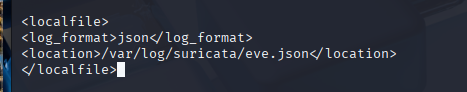 <localfile>
<log_format>json</log_format>
<location>/var/log/suricata/eve.json</location>
</localfile>